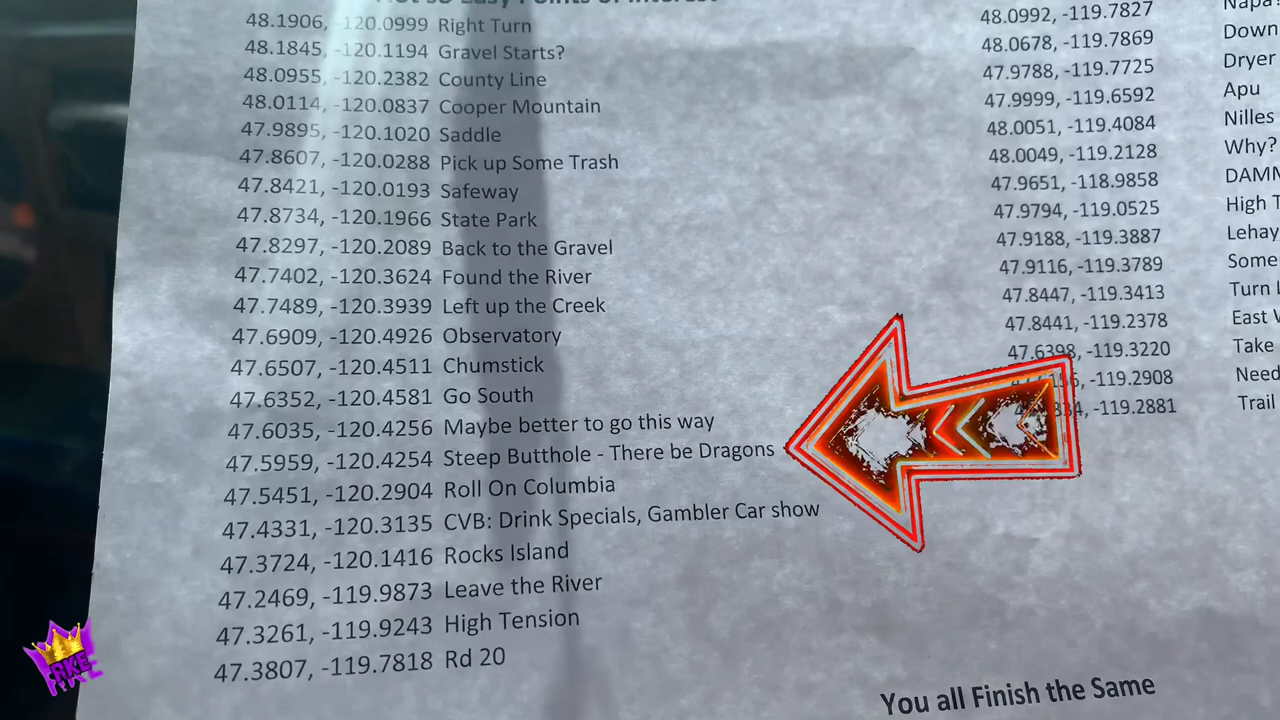 48.1906, -120.0999 Right Turn
48.1845, -120.1194 Gravel Starts?
48.0955, -120.2382 County Line
48.0114, -120.0837 Cooper Mountain
47.9895, -120.1020 Saddle
47.8607, -120.0288 Pick up Some Trash
47.8421, -120.0193 Safeway
47.8734, -120.1966 State Park
47.8297, -120.2089 Back to the Gravel
47.7402, -120.3624 Found the River
47.7489, -120.3939 Left up the Creek
47.6909, -120.4926 Observatory
47.6507, -120.4511 Chumstick
47.6352, -120.4581 Go South
47.6035, -120.4256 Maybe better to go this way
47.5959, -120.4254 Steep Butthole - There be Dragons
47.5451, -120.2904 Roll On Columbia
47.4331, -120.3135 CVB: Drink Specials, Gambler Car show
47.3724, -120.1416 Rocks Island
47.2469, -119.9873 Leave the River
47.3261, -119.9243 High Tension
47.3807, -119.7818 Rd 20
48.0992, -119.7827
48.0678, -119.7869 Down
47.9788, -119.7725 Dryer
47.9999, -119.6592 Apu
48.0051, -119.4084 Nilles
48.0049, -119.2128 Why?
47.9651, -118.9858 DAMN
47.9794, -119.0525 High T
47.9188, -119.3887 Lehay
47.9116, -119.3789 Some
47.8447, -119.3413 Turn L
47.8441, -119.2378 East
47.6398, -119.3220 Take
-119.2908 Need
-119.2881 Trail
You all Finish the Same
RKE